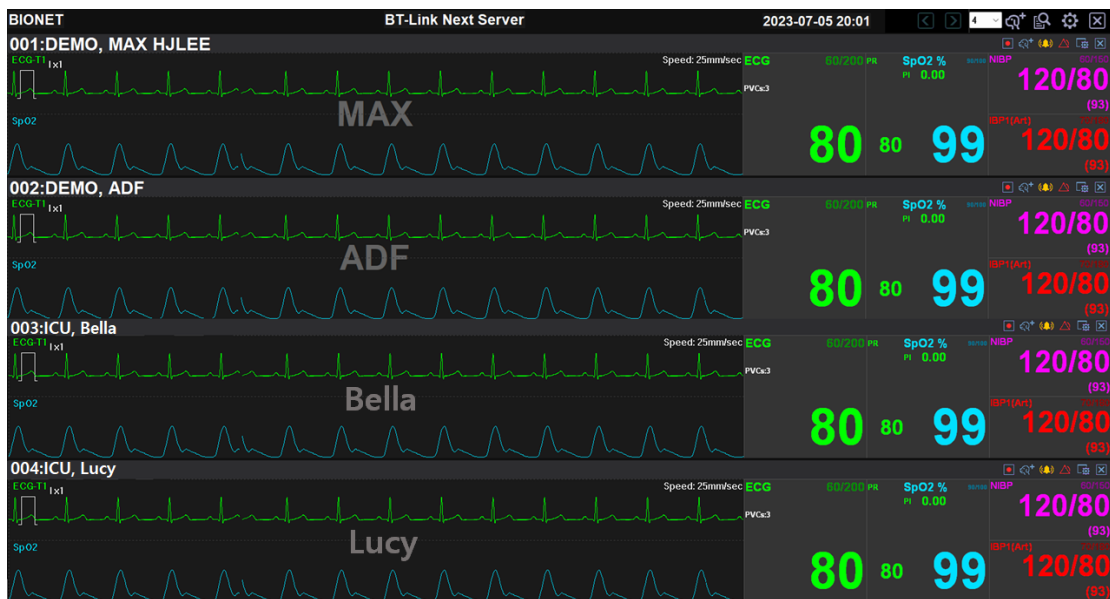 BIONET BT-Link Next Server 2023-07-05 20:01 4
001:DEMO, MAX HJLEE
ECG-T1 1x1 Speed: 25mm/sec ECG 60/200 PR SpO2 % NIBP
PI 0.00 120/80
PVCs:3
MAX (93)
SpO2 IBP1(Art)
80 80 99 120/80
(93)
002:DEMO, ADF
ECG-T1 1x1 Speed: 25mm/sec ECG 60/200 PR SpO2 % NIBP
PI 0.00 120/80
PVCs:3
ADF (93)
SpO2 IBP1(Art)
80 80 99 120/80
(93)
003:ICU, Bella
ECG-T1 1x1 Speed: 25mm/sec ECG 60/200 PR SpO2 % NIBP
PI 0.00 120/80
PVCs:3
Bella (93)
SpO2 IBP1(Art)
80 80 99 120/80
(93)
004:ICU, Lucy
ECG-T1 1x1 Speed: 25mm/sec ECG 60/200 PR SpO2 % NIBP
PI 0.00 120/80
PVCs:3
Lucy (93)
SpO2 IBP1(Art)
80 80 99 120/80
(93)